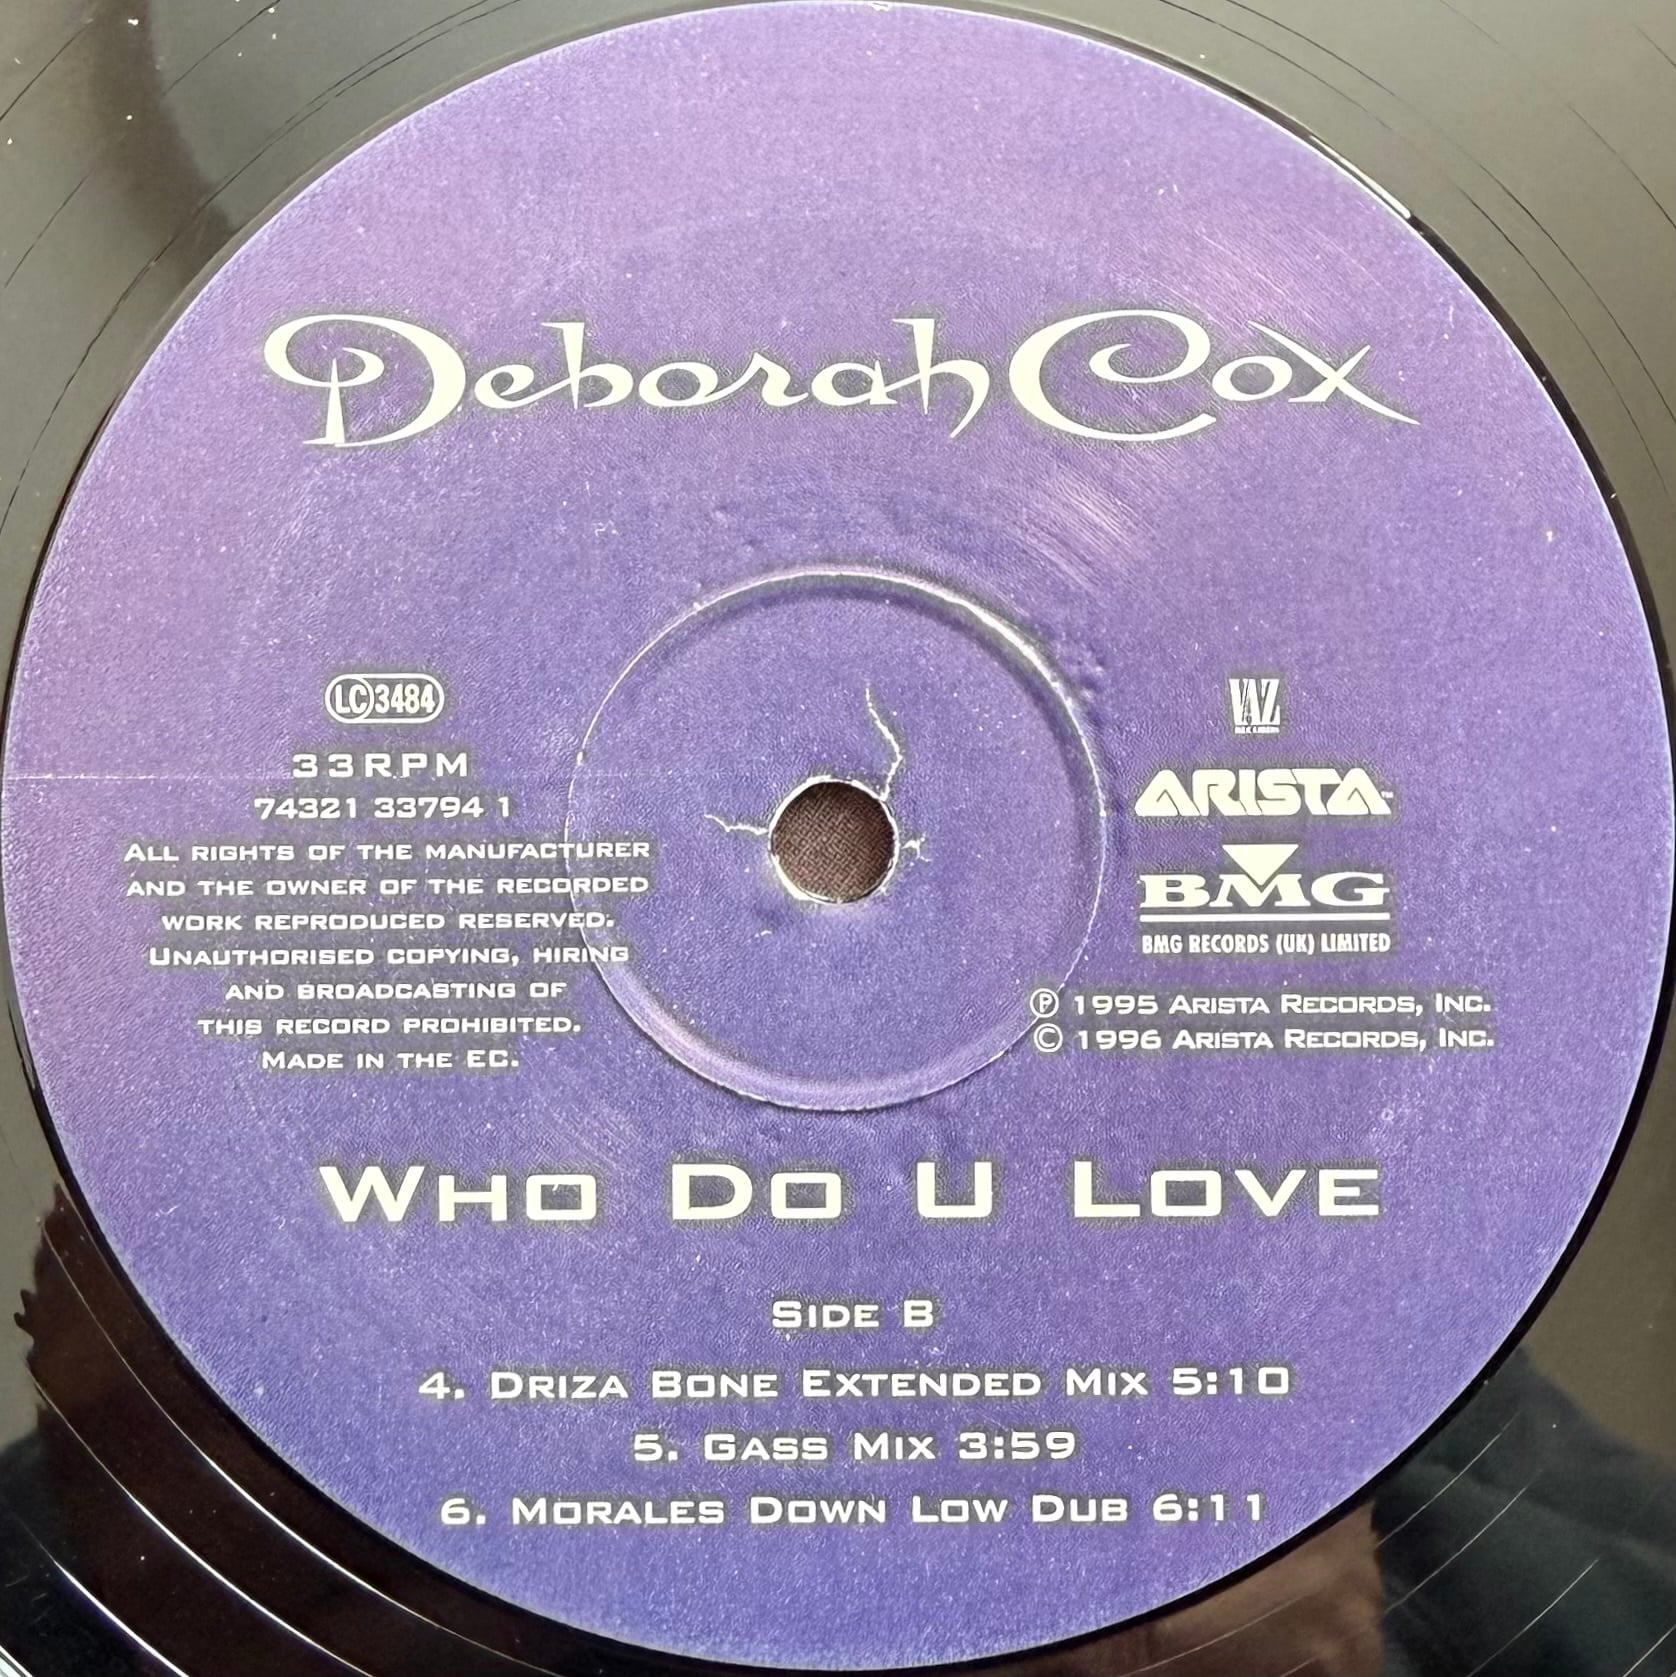 Deborah Cox
LC 3484
33RPM
74321 33794 1
ALL RIGHTS OF THE MANUFACTURER
AND THE OWNER OF THE RECORDED
WORK REPRODUCED RESERVED.
UNAUTHORISED COPYING, HIRING
AND BROADCASTING OF
THIS RECORD PROHIBITED.
MADE IN THE EC.
ARISTA™
BMG
BMG RECORDS (UK) LIMITED
℗ 1995 ARISTA RECORDS, INC.
© 1996 ARISTA RECORDS, INC.
WHO DO U LOVE
SIDE B
4. DRIZA BONE EXTENDED MIX 5:10
5. GASS MIX 3:59
6. MORALES DOWN LOW DUB 6:11